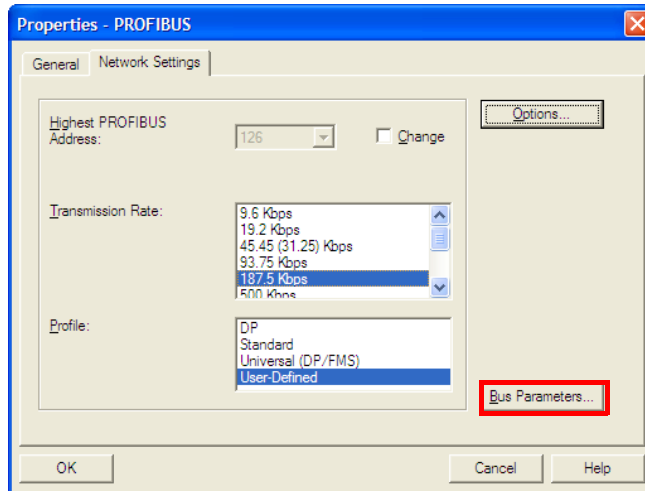 Properties - PROFIBUS
General
Network Settings
Highest PROFIBUS
Address:
126
Change
Options...
Transmission Rate:
9.6 Kbps
19.2 Kbps
45.45 (31.25) Kbps
93.75 Kbps
187.5 Kbps
500 Kbps
Profile:
DP
Standard
Universal (DP/FMS)
User-Defined
Bus Parameters...
OK
Cancel
Help